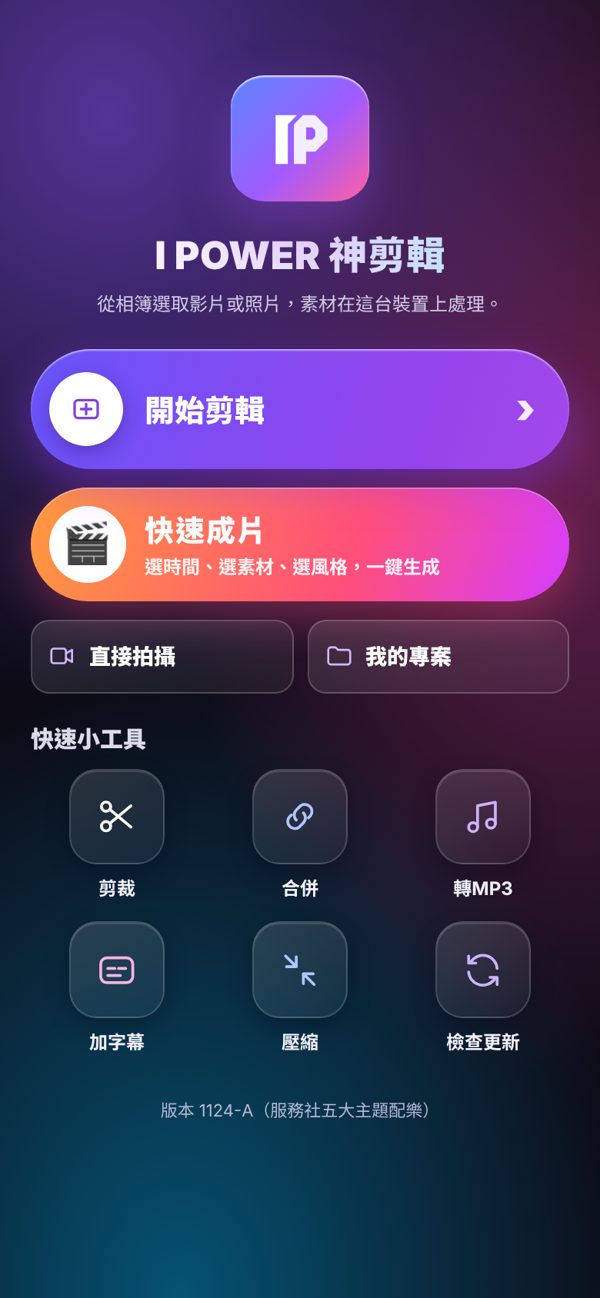 IP
I POWER 神剪輯
從相簿選取影片或照片，素材在這台裝置上處理。
開始剪輯
快速成片
選時間、選素材、選風格，一鍵生成
直接拍攝
我的專案
快速小工具
剪裁
合併
轉MP3
加字幕
壓縮
檢查更新
版本 1124-A（服務社五大主題配樂）